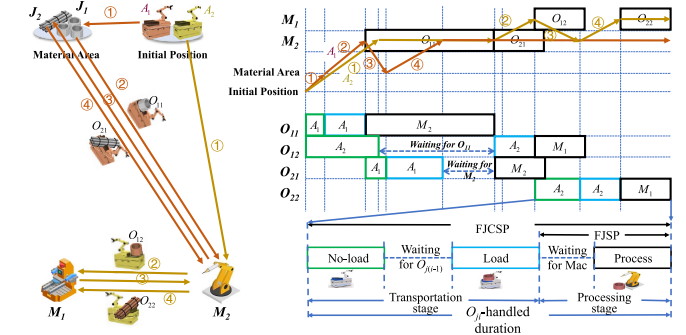 J₂ J₁ ① A₁ A₂
Material Area Initial Position
②
③
④
O₁₁
O₂₁
①
O₁₂
②
③
④
O₂₂
M₁ M₂
M₁
M₂
Material Area
Initial Position
① A₁ ② ① A₂ ③ ④ O₁₁ ② O₂₁ O₁₂ ③ ④ O₂₂
O₁₁ A₁ A₁ M₂
O₁₂ A₂ Waiting for O₁₁ A₂ M₁
O₂₁ A₁ A₁ Waiting for M₂ M₂
O₂₂ A₂ A₂ M₁
FJCSP
FJSP
No-load Waiting for Oⱼ₍ᵢ₋₁₎ Load Waiting for Mac Process
Transportation stage Processing stage
Oⱼᵢ-handled
duration